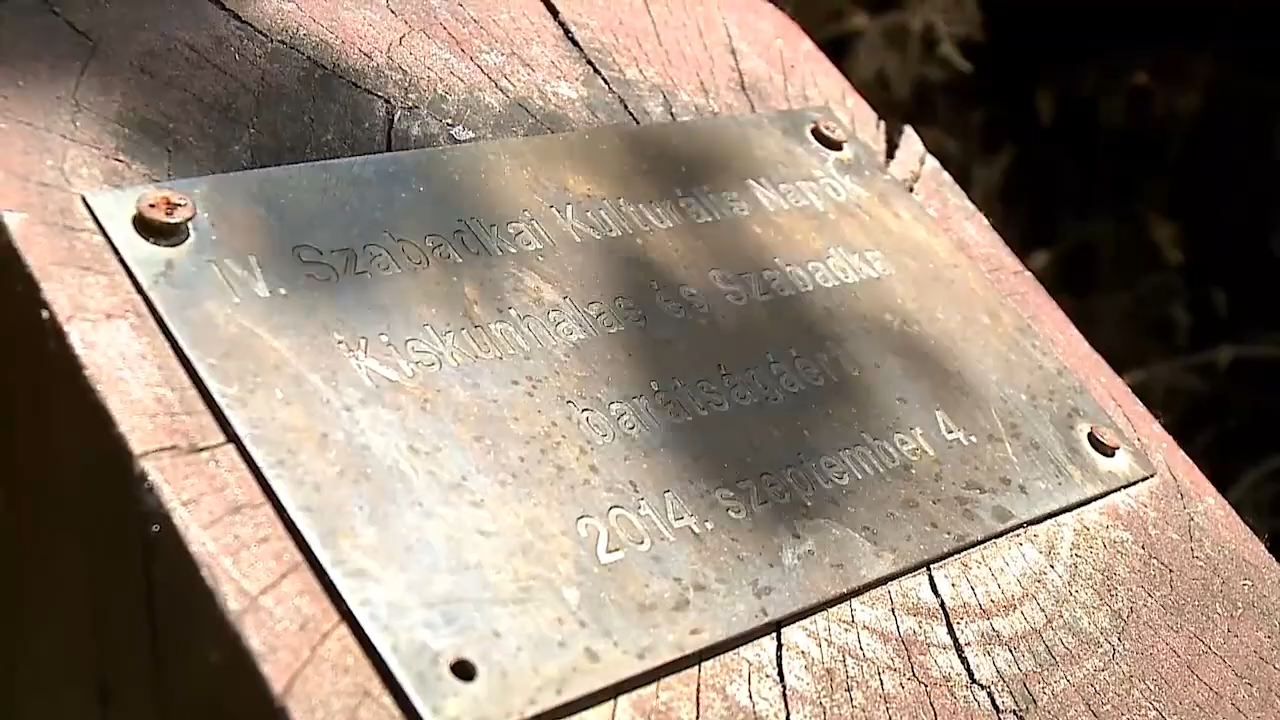 IV. Szabadkai Kulturális Napok
Kiskunhalas és Szabadka
barátságáért
2014. szeptember 4.